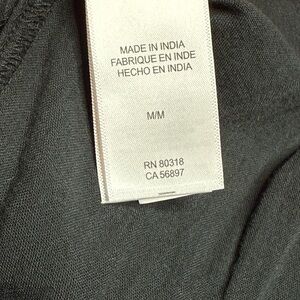 MADE IN INDIA
FABRIQUE EN INDE
HECHO EN INDIA
M/M
RN 80318
CA 56897